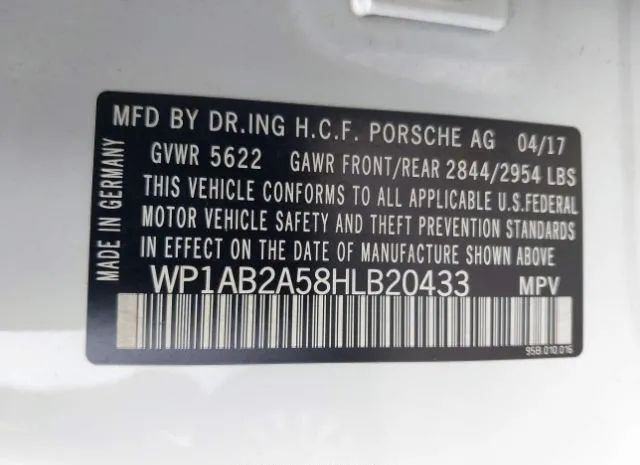 MFD BY DR.ING H.C.F. PORSCHE AG 04/17
GVWR 5622 GAWR FRONT/REAR 2844/2954 LBS
THIS VEHICLE CONFORMS TO ALL APPLICABLE U.S.FEDERAL
MOTOR VEHICLE SAFETY AND THEFT PREVENTION STANDARDS
IN EFFECT ON THE DATE OF MANUFACTURE SHOWN ABOVE
WP1AB2A58HLB20433 MPV
95B.010.016
MADE IN GERMANY